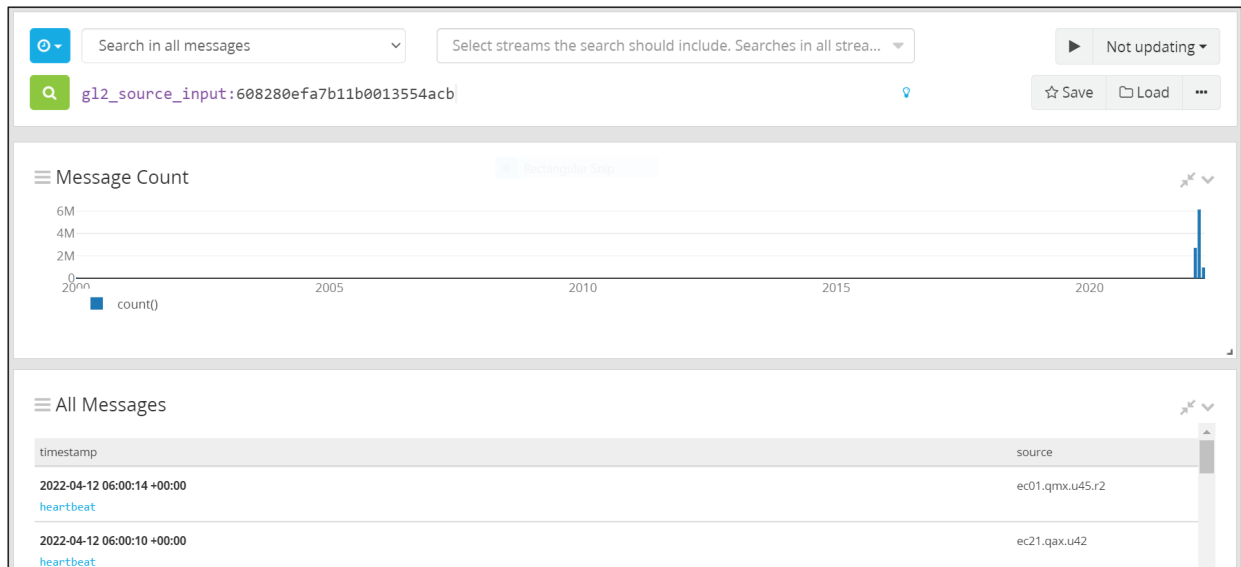 Search in all messages
Select streams the search should include. Searches in all strea...
Not updating
gl2_source_input:608280efa7b11b0013554acb
Save
Load
Message Count
Rectangular Snip
6M
4M
2M
0
2005
2010
2015
2020
count()
All Messages
timestamp
source
2022-04-12 06:00:14 +00:00
ec01.qmx.u45.r2
heartbeat
2022-04-12 06:00:10 +00:00
ec21.qax.u42
heartbeat